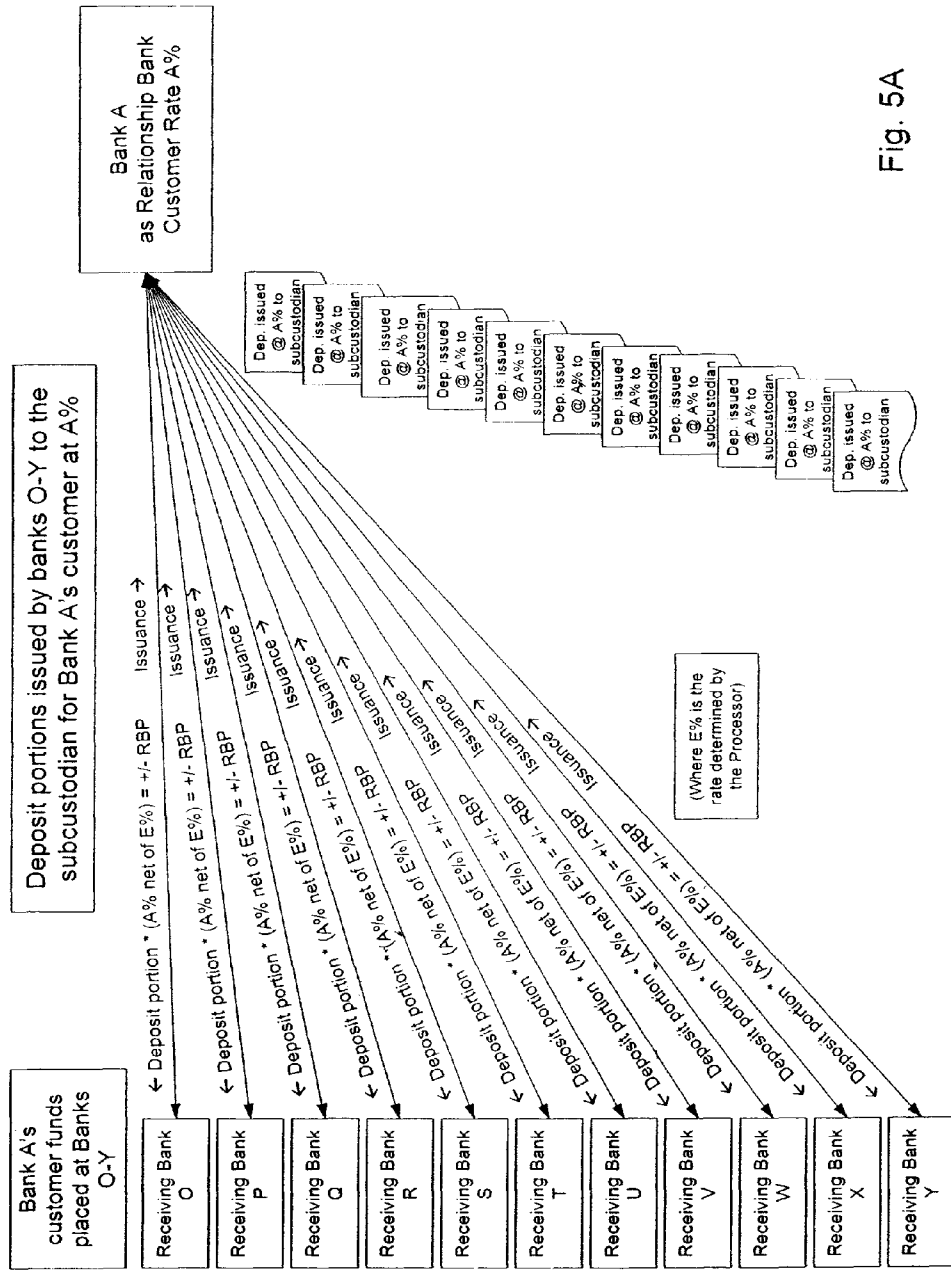 Deposit portions issued by banks O-Y to the
subcustodian for Bank A's customer at A%
Bank A's
customer funds
placed at Banks
O-Y
Bank A
as Relationship Bank
Customer Rate A%
Receiving Bank
O
Receiving Bank
P
Receiving Bank
Q
Receiving Bank
R
Receiving Bank
S
Receiving Bank
T
Receiving Bank
U
Receiving Bank
V
Receiving Bank
W
Receiving Bank
X
Receiving Bank
Y
← Deposit portion * (A% net of E%) = +/- RBP Issuance →
← Deposit portion * (A% net of E%) = +/- RBP Issuance →
← Deposit portion * (A% net of E%) = +/- RBP Issuance →
← Deposit portion * (A% net of E%) = +/- RBP Issuance →
← Deposit portion * (A% net of E%) = +/- RBP Issuance →
← Deposit portion * (A% net of E%) = +/- RBP Issuance →
← Deposit portion * (A% net of E%) = +/- RBP Issuance →
← Deposit portion * (A% net of E%) = +/- RBP Issuance →
← Deposit portion * (A% net of E%) = +/- RBP Issuance →
← Deposit portion * (A% net of E%) = +/- RBP Issuance →
← Deposit portion * (A% net of E%) = +/- RBP Issuance →
Dep. issued
@ A% to
subcustodian
Dep. issued
@ A% to
subcustodian
Dep. issued
@ A% to
subcustodian
Dep. issued
@ A% to
subcustodian
Dep. issued
@ A% to
subcustodian
Dep. issued
@ A% to
subcustodian
Dep. issued
@ A% to
subcustodian
Dep. issued
@ A% to
subcustodian
Dep. issued
@ A% to
subcustodian
Dep. issued
@ A% to
subcustodian
Dep. issued
@ A% to
subcustodian
(Where E% is the
rate determined by
the Processor)
Fig. 5A